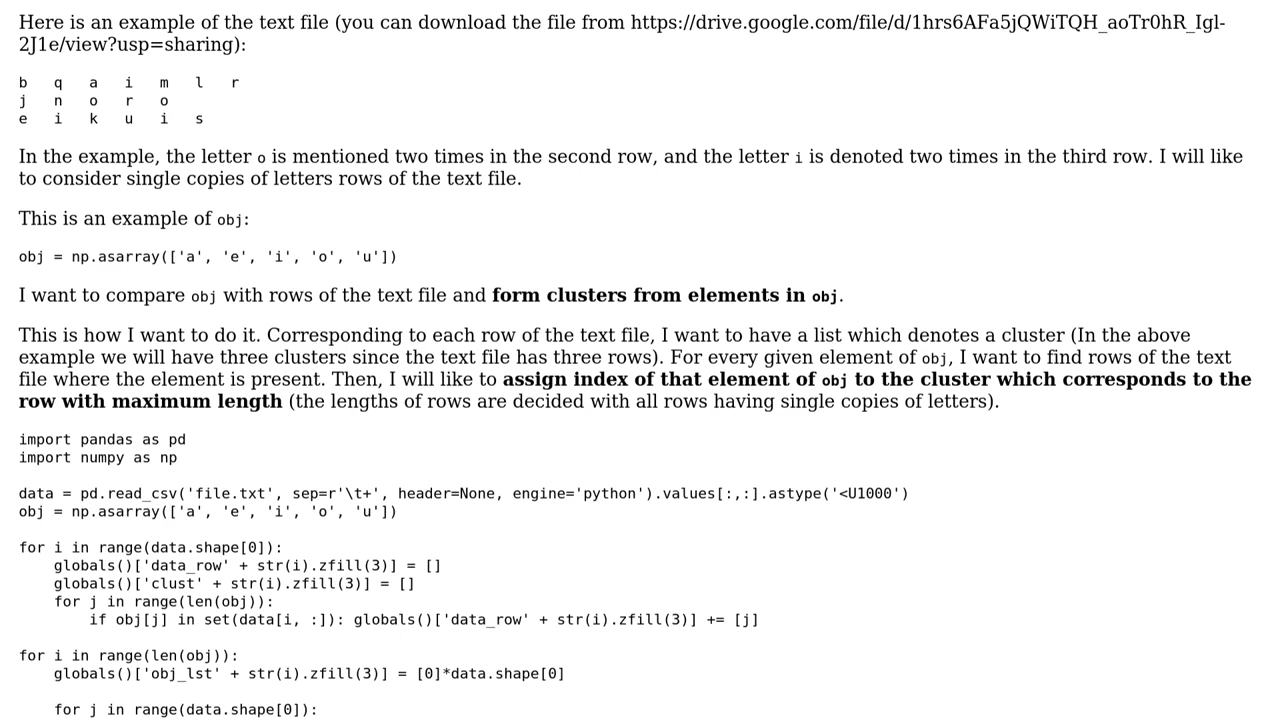 Here is an example of the text file (you can download the file from https://drive.google.com/file/d/1hrs6AFa5jQWiTQH_aoTr0hR_Igl-
2J1e/view?usp=sharing):
b   q   a   i   m   l   r
j   n   o   r   o
e   i   k   u   i   s
In the example, the letter o is mentioned two times in the second row, and the letter i is denoted two times in the third row. I will like
to consider single copies of letters rows of the text file.
This is an example of obj:
obj = np.asarray(['a', 'e', 'i', 'o', 'u'])
I want to compare obj with rows of the text file and form clusters from elements in obj.
This is how I want to do it. Corresponding to each row of the text file, I want to have a list which denotes a cluster (In the above
example we will have three clusters since the text file has three rows). For every given element of obj, I want to find rows of the text
file where the element is present. Then, I will like to assign index of that element of obj to the cluster which corresponds to the
row with maximum length (the lengths of rows are decided with all rows having single copies of letters).
import pandas as pd
import numpy as np
data = pd.read_csv('file.txt', sep=r'\t+', header=None, engine='python').values[:,:].astype('<U1000')
obj = np.asarray(['a', 'e', 'i', 'o', 'u'])
for i in range(data.shape[0]):
    globals()['data_row' + str(i).zfill(3)] = []
    globals()['clust' + str(i).zfill(3)] = []
    for j in range(len(obj)):
        if obj[j] in set(data[i, :]): globals()['data_row' + str(i).zfill(3)] += [j]
for i in range(len(obj)):
    globals()['obj_lst' + str(i).zfill(3)] = [0]*data.shape[0]
    for j in range(data.shape[0]):